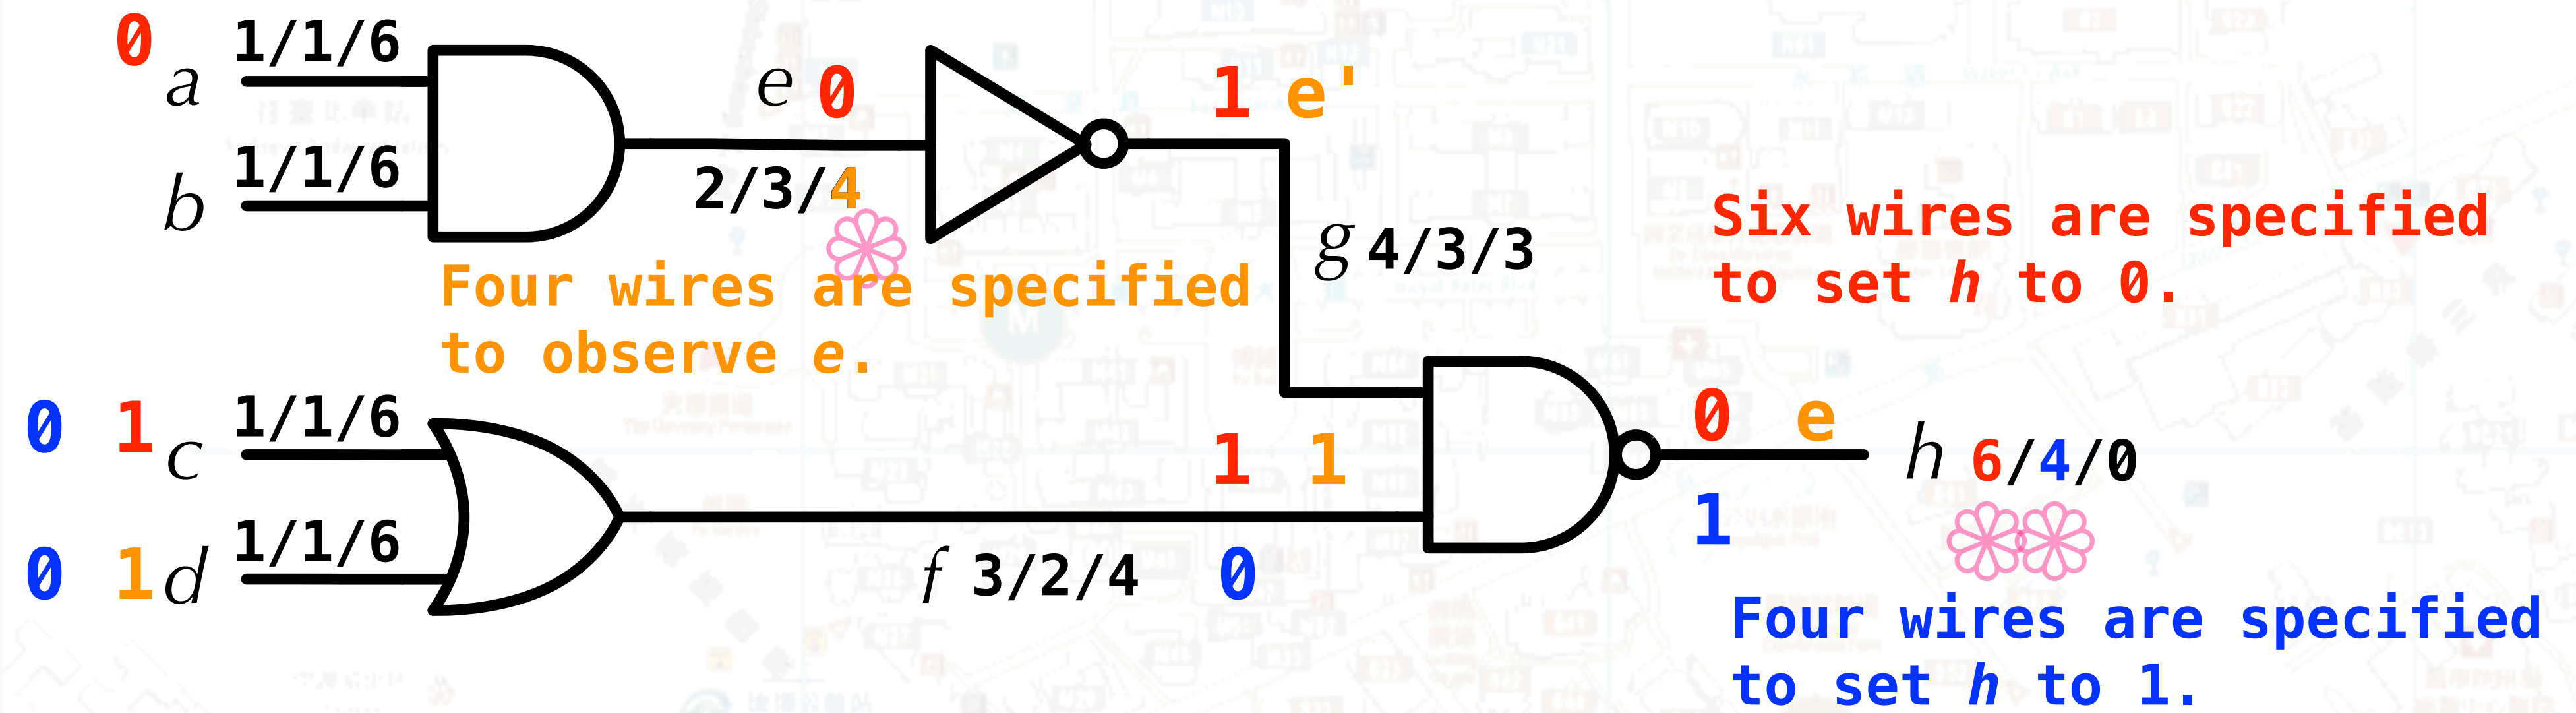 0 1/1/6
a
e 0 1 e'
1/1/6
b
2/3/4
g 4/3/3
Six wires are specified
to set h to 0.
Four wires are specified
to observe e.
0 1 c 1/1/6
1 1
0 e
h 6/4/0
1
0 1 d 1/1/6
f 3/2/4 0
Four wires are specified
to set h to 1.
M